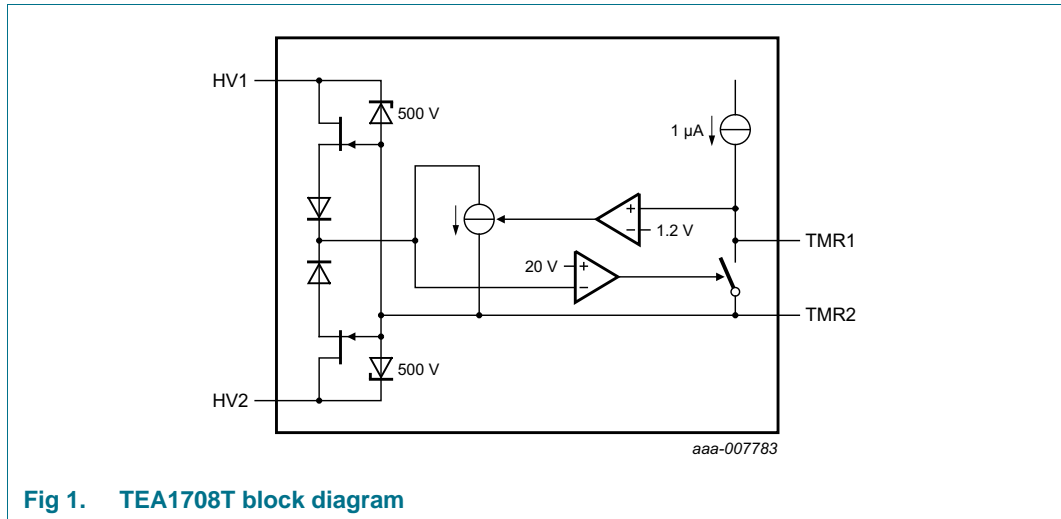 HV1
500 V
1 µA
+
−
1.2 V
TMR1
20 V
+
−
TMR2
500 V
HV2
aaa-007783
Fig 1. TEA1708T block diagram